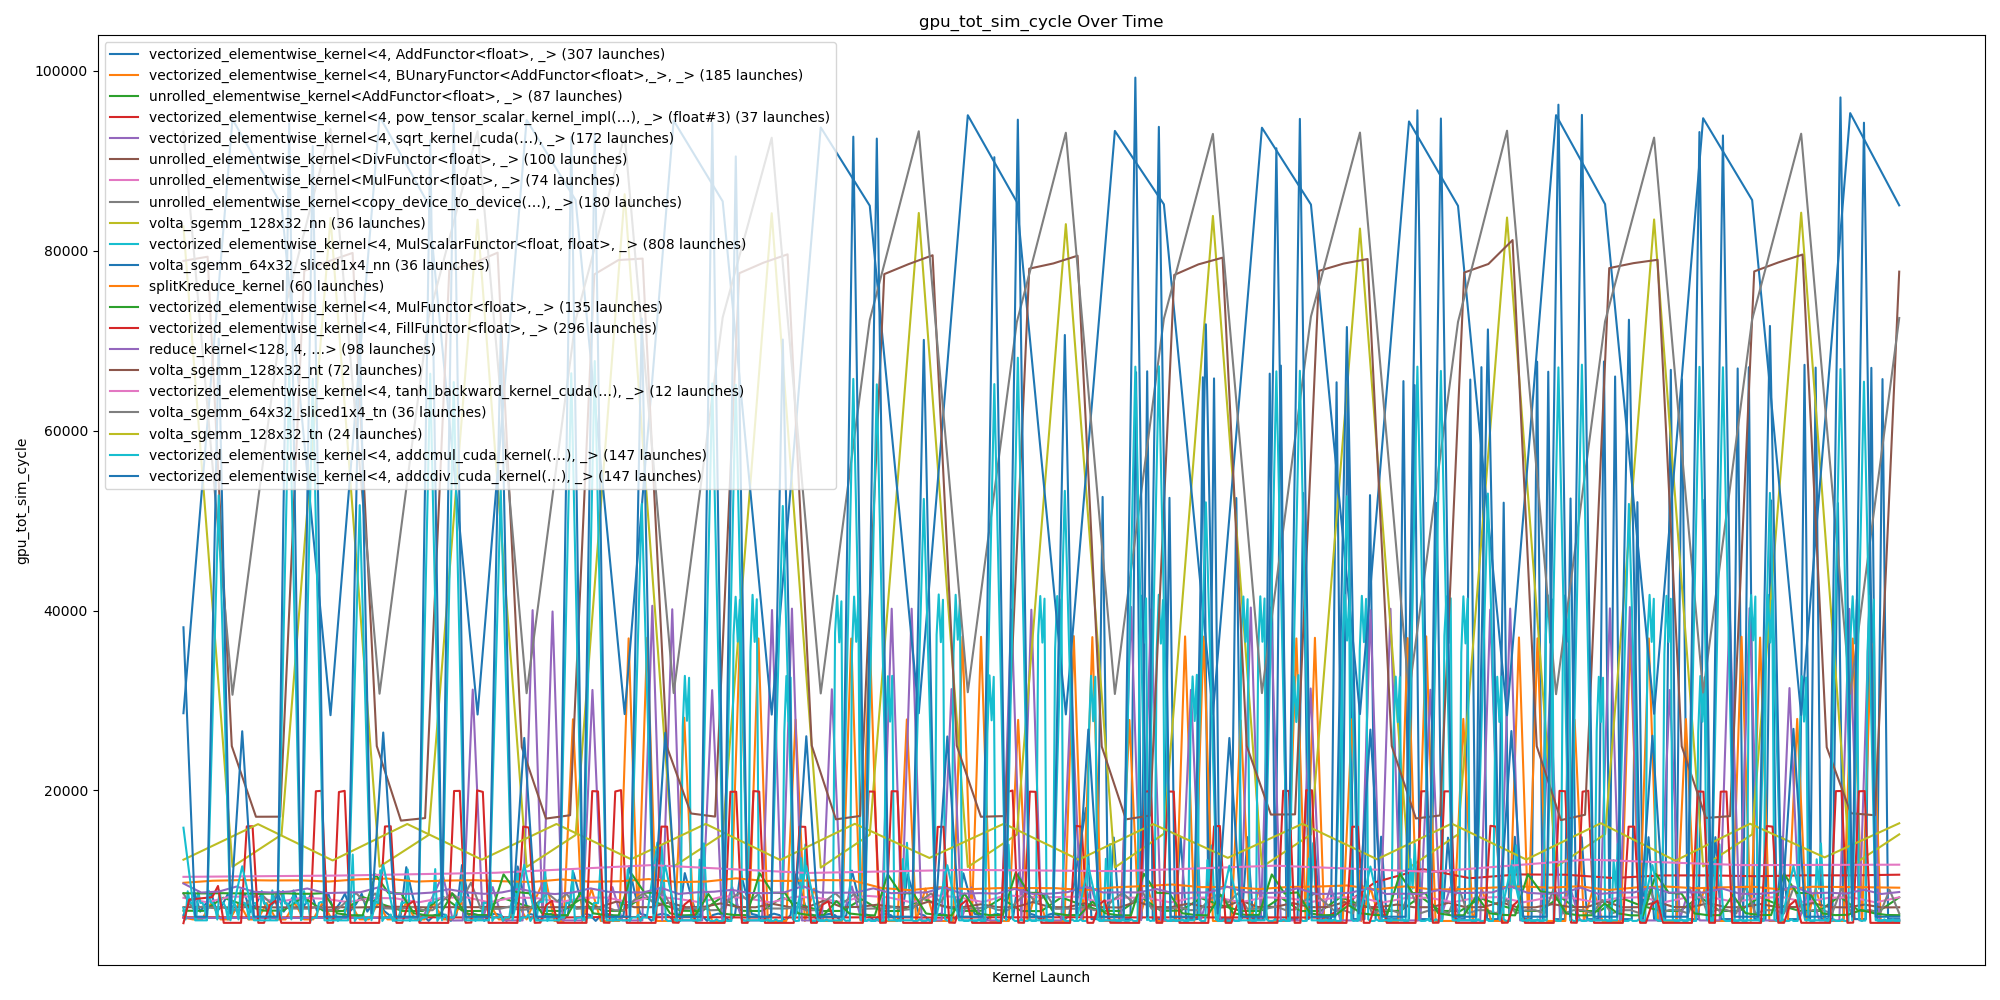 gpu_tot_sim_cycle Over Time
vectorized_elementwise_kernel<4, AddFunctor<float>, _> (307 launches)
vectorized_elementwise_kernel<4, BUnaryFunctor<AddFunctor<float>,_>, _> (185 launches)
unrolled_elementwise_kernel<AddFunctor<float>, _> (87 launches)
vectorized_elementwise_kernel<4, pow_tensor_scalar_kernel_impl(...), _> (float#3) (37 launches)
vectorized_elementwise_kernel<4, sqrt_kernel_cuda(...), _> (172 launches)
unrolled_elementwise_kernel<DivFunctor<float>, _> (100 launches)
unrolled_elementwise_kernel<MulFunctor<float>, _> (74 launches)
unrolled_elementwise_kernel<copy_device_to_device(...), _> (180 launches)
volta_sgemm_128x32_nn (36 launches)
vectorized_elementwise_kernel<4, MulScalarFunctor<float, float>, _> (808 launches)
volta_sgemm_64x32_sliced1x4_nn (36 launches)
splitKreduce_kernel (60 launches)
vectorized_elementwise_kernel<4, MulFunctor<float>, _> (135 launches)
vectorized_elementwise_kernel<4, FillFunctor<float>, _> (296 launches)
reduce_kernel<128, 4, ...> (98 launches)
volta_sgemm_128x32_nt (72 launches)
vectorized_elementwise_kernel<4, tanh_backward_kernel_cuda(...), _> (12 launches)
volta_sgemm_64x32_sliced1x4_tn (36 launches)
volta_sgemm_128x32_tn (24 launches)
vectorized_elementwise_kernel<4, addcmul_cuda_kernel(...), _> (147 launches)
vectorized_elementwise_kernel<4, addcdiv_cuda_kernel(...), _> (147 launches)
100000
80000
60000
40000
20000
gpu_tot_sim_cycle
Kernel Launch